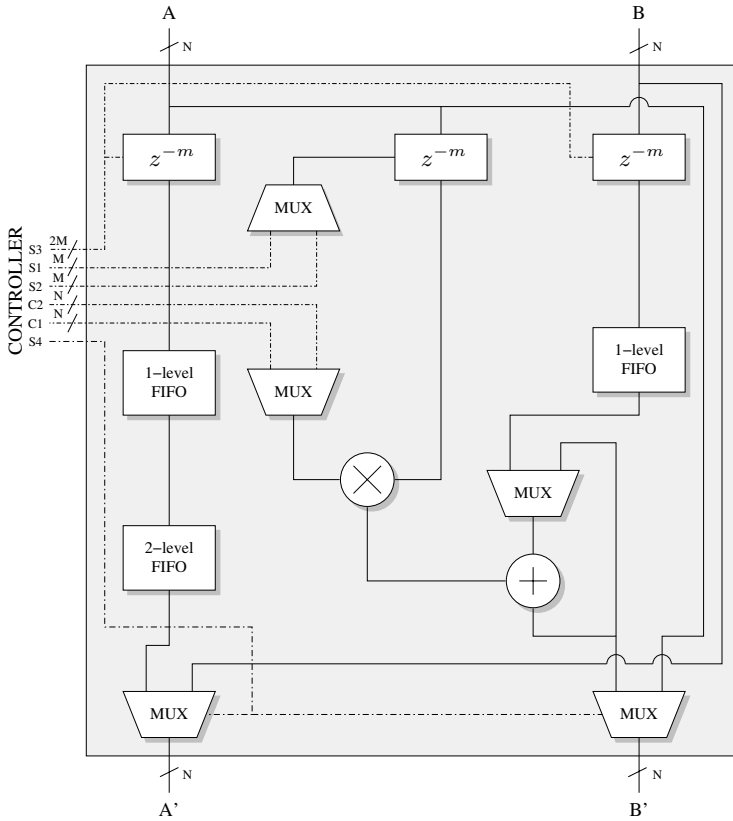 A
B
N
N
z^{-m}
z^{-m}
z^{-m}
MUX
CONTROLLER
S3 2M
S1 M
S2 M
C2 N
C1 N
S4
1-level
FIFO
MUX
1-level
FIFO
MUX
2-level
FIFO
MUX
MUX
N
N
A'
B'